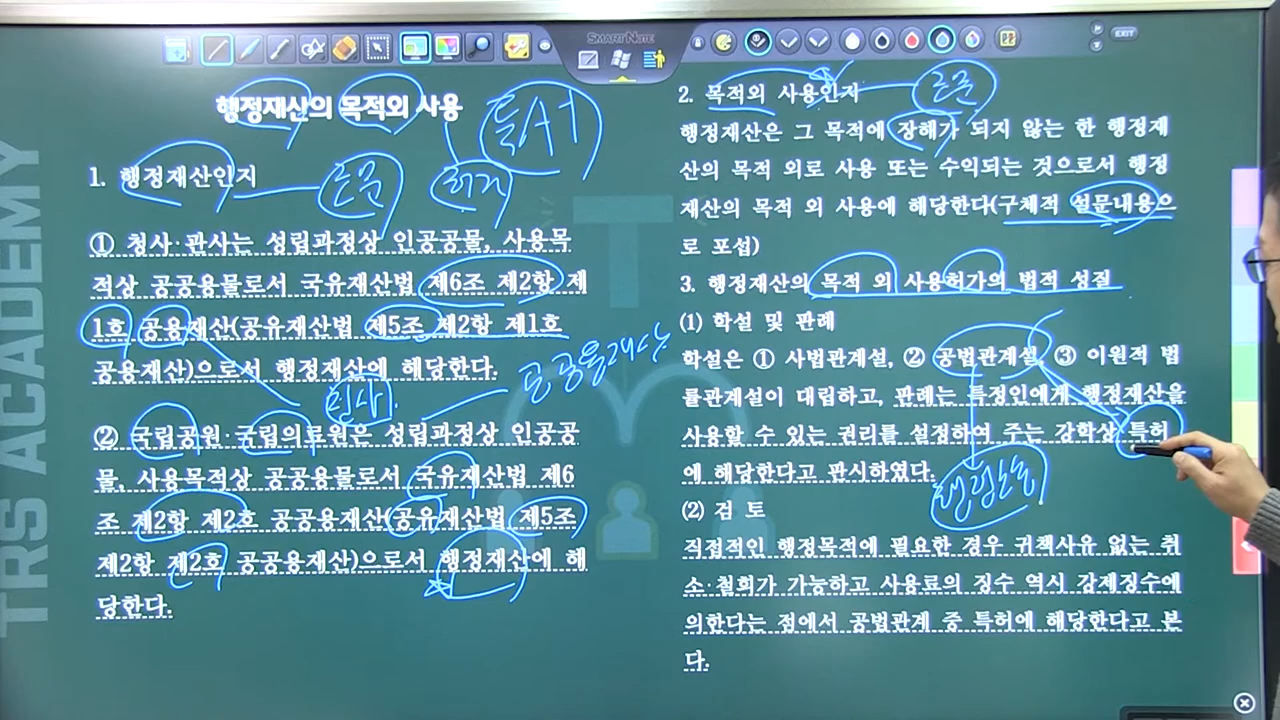 SMART NOTE
EXIT
TRS ACADEMY
행정재산의 목적외 사용
1. 행정재산인지
허가
① 청사·관사는 성립과정상 인공공물, 사용목
적상 공공용물로서 국유재산법 제6조 제2항 제
1호 공용재산(공유재산법 제5조 제2항 제1호
공용재산)으로서 행정재산에 해당한다.
청사
공공용재산
② 국립공원·국립의료원은 성립과정상 인공공
물, 사용목적상 공공용물로서 국유재산법 제6
조 제2항 제2호 공공용재산(공유재산법 제5조
제2항 제2호 공공용재산)으로서 행정재산에 해
당한다.
2. 목적외 사용인지
행정재산은 그 목적에 장해가 되지 않는 한 행정재
산의 목적 외로 사용 또는 수익되는 것으로서 행정
재산의 목적 외 사용에 해당한다(구체적 설문내용으
로 포섭)
3. 행정재산의 목적 외 사용허가의 법적 성질
(1) 학설 및 판례
학설은 ① 사법관계설, ② 공법관계설, ③ 이원적 법
률관계설이 대립하고, 판례는 특정인에게 행정재산을
사용할 수 있는 권리를 설정하여 주는 강학상 특허
에 해당한다고 판시하였다.
행정소송
(2) 검 토
직접적인 행정목적에 필요한 경우 귀책사유 없는 취
소·철회가 가능하고 사용료의 징수 역시 강제징수에
의한다는 점에서 공법관계 중 특허에 해당한다고 본
다.